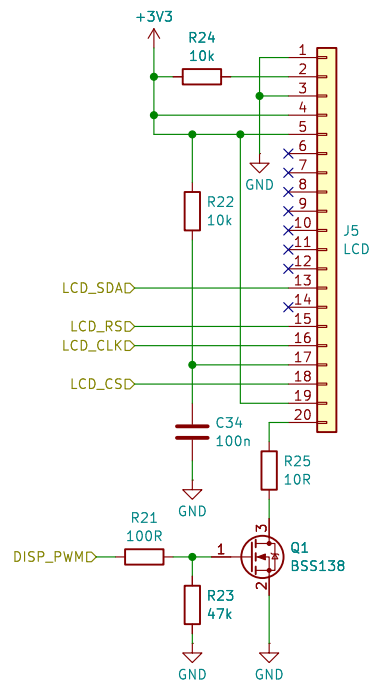 +3V3
R24
10k
1
2
3
4
5
6
7
8
9
10
11
12
13
14
15
16
17
18
19
20
GND
J5
LCD
R22
10k
LCD_SDA
LCD_RS
LCD_CLK
LCD_CS
C34
100n
GND
R25
10R
R21
100R
DISP_PWM
1
3
2
Q1
BSS138
R23
47k
GND
GND